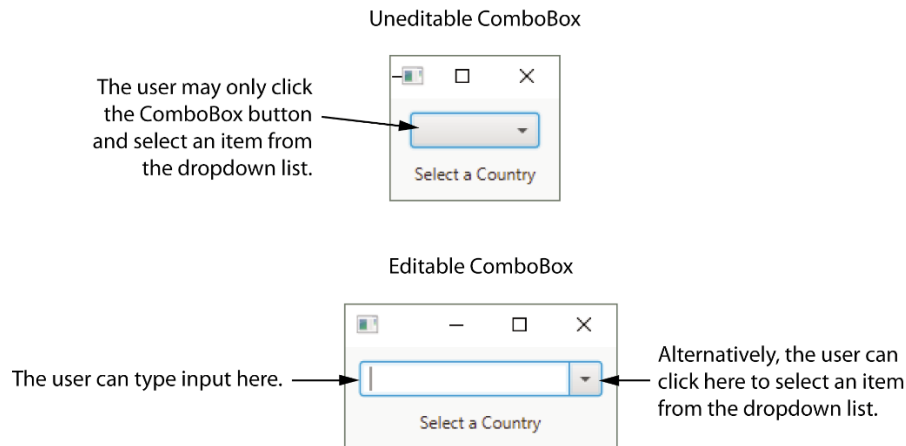 Uneditable ComboBox
The user may only click
the ComboBox button
and select an item from
the dropdown list.
Select a Country
Editable ComboBox
The user can type input here.
Alternatively, the user can
click here to select an item
from the dropdown list.
Select a Country